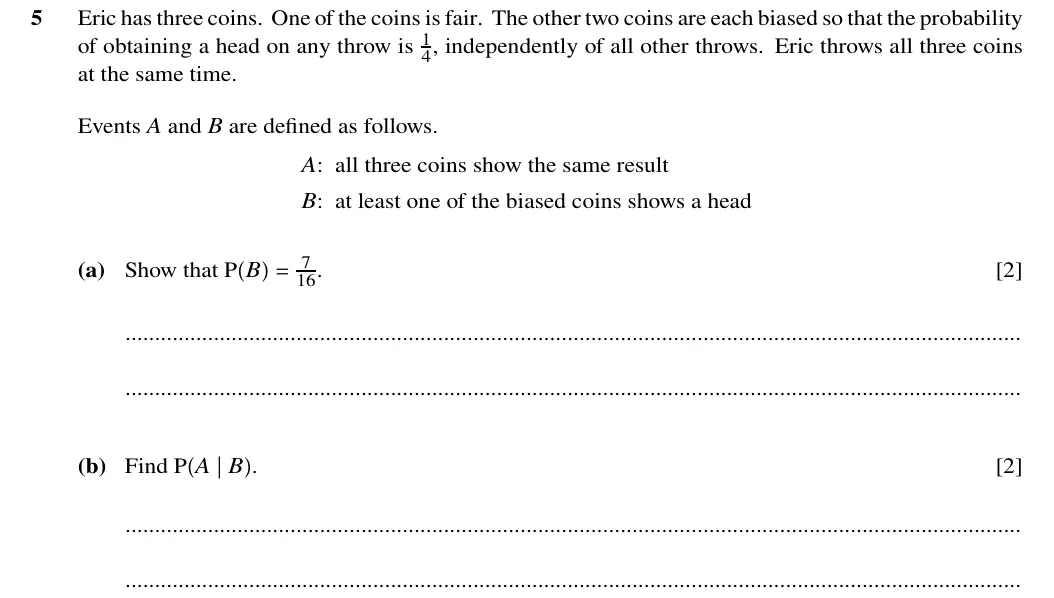 5 Eric has three coins. One of the coins is fair. The other two coins are each biased so that the probability
of obtaining a head on any throw is 1/4, independently of all other throws. Eric throws all three coins
at the same time.
Events A and B are defined as follows.
A: all three coins show the same result
B: at least one of the biased coins shows a head
(a) Show that P(B) = 7/16. [2]
(b) Find P(A | B). [2]